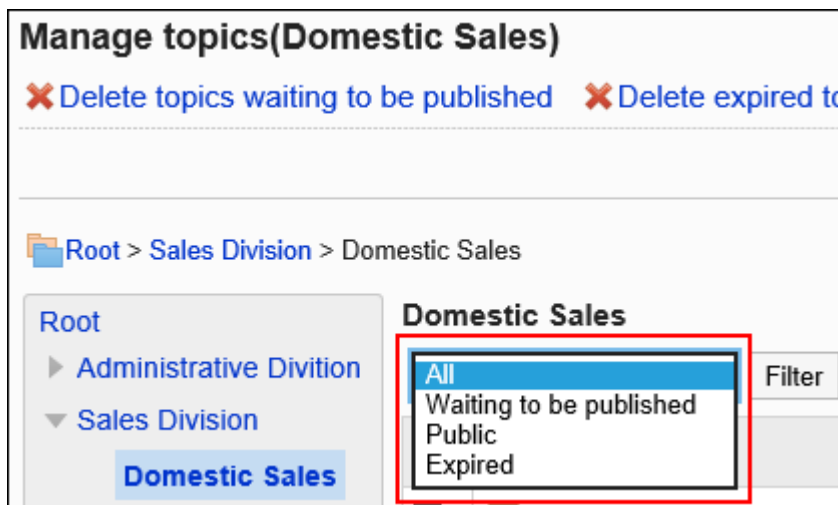 Manage topics(Domestic Sales)
Delete topics waiting to be published Delete expired
Root > Sales Division > Domestic Sales
Root
Administrative Divition
Sales Division
Domestic Sales
Domestic Sales
All
Waiting to be published
Public
Expired
Filter